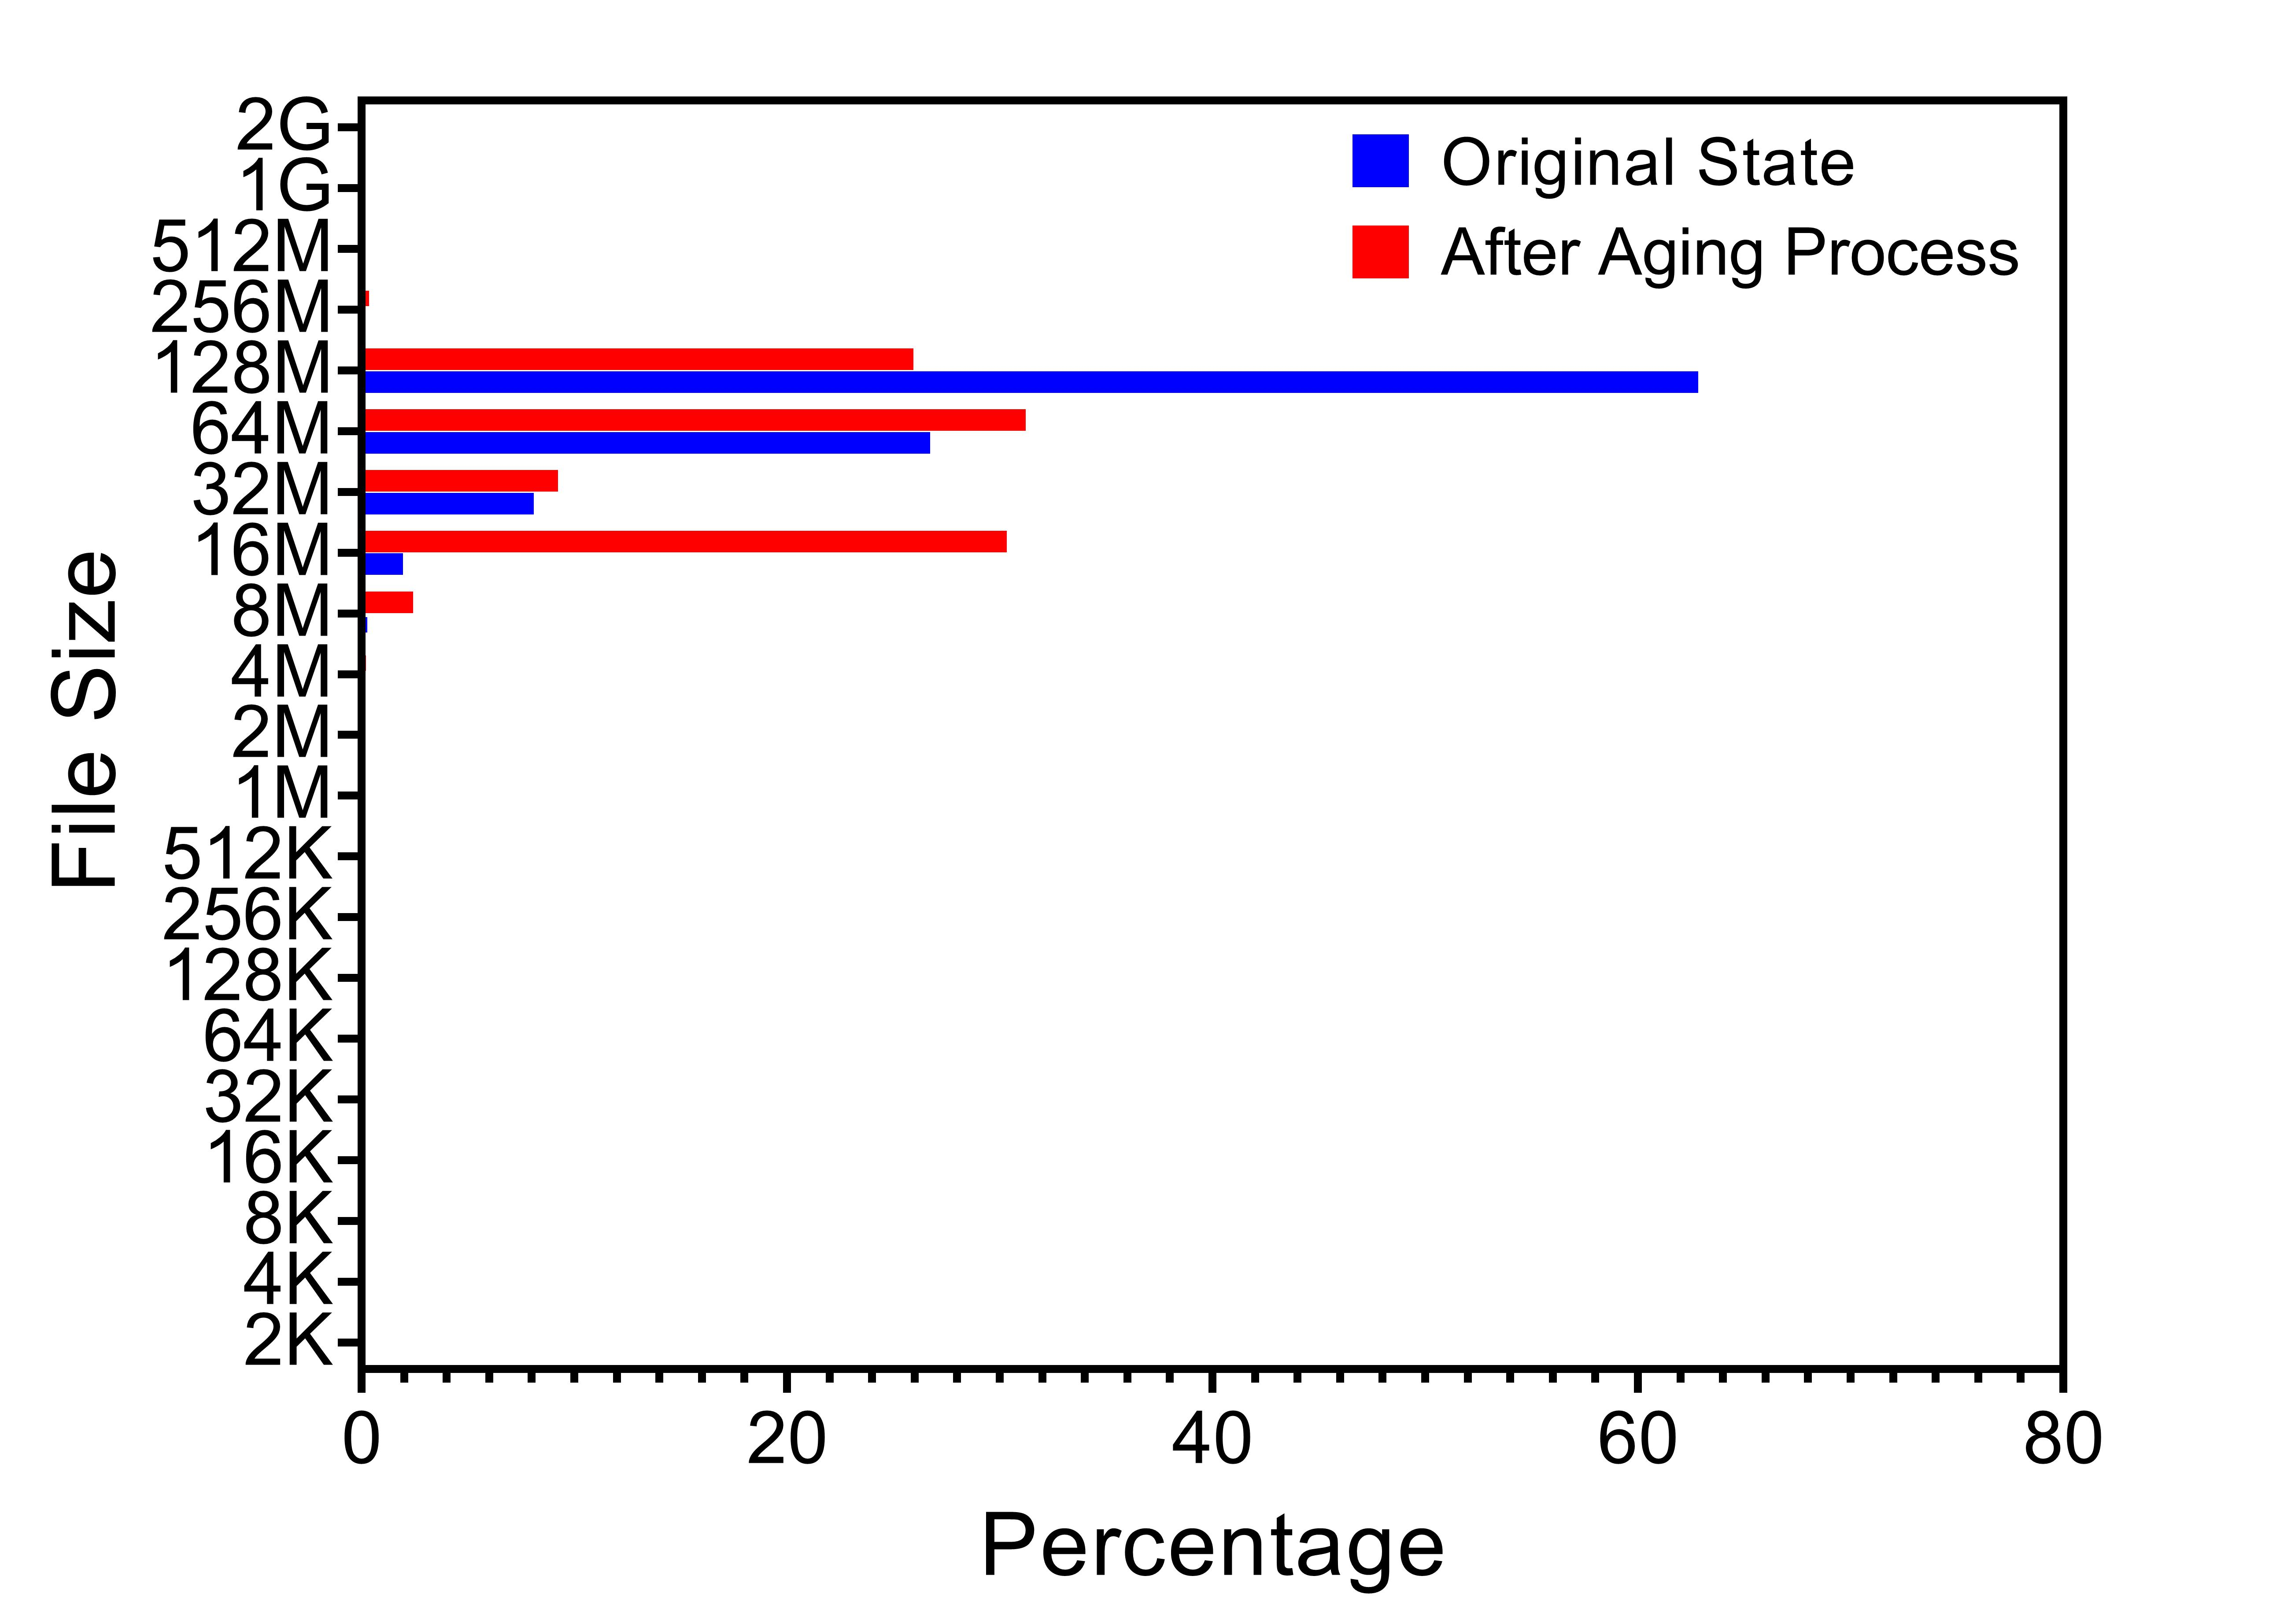 2G
1G
512M
256M
128M
64M
32M
16M
8M
4M
2M
1M
512K
256K
128K
64K
32K
16K
8K
4K
2K
File Size
Original State
After Aging Process
0 20 40 60 80
Percentage